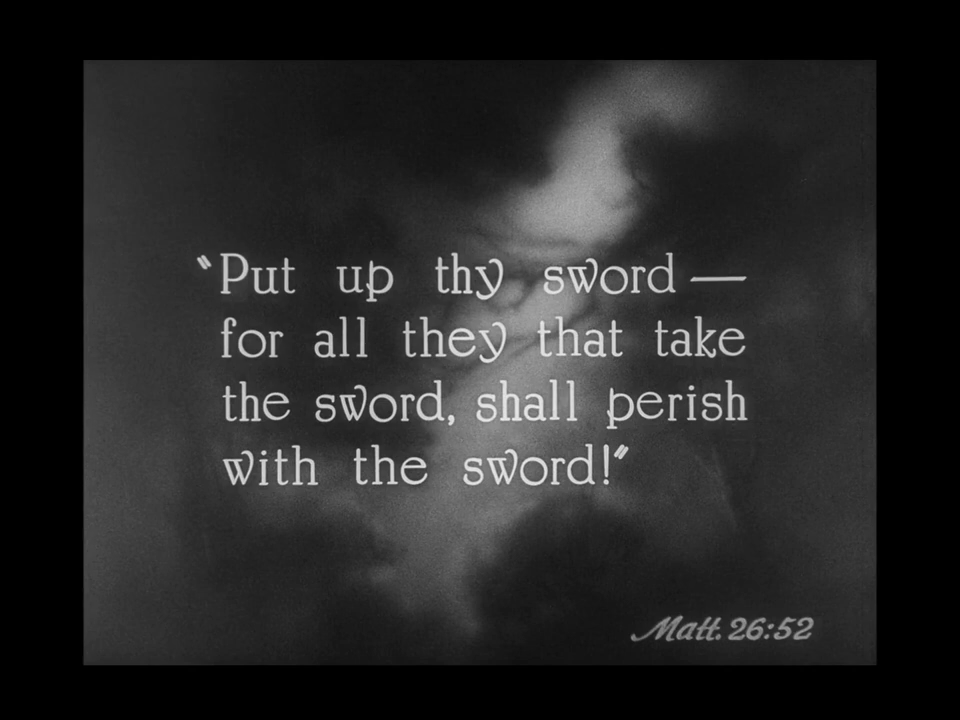 "Put up thy sword —
for all they that take
the sword, shall perish
with the sword!"
Matt. 26:52